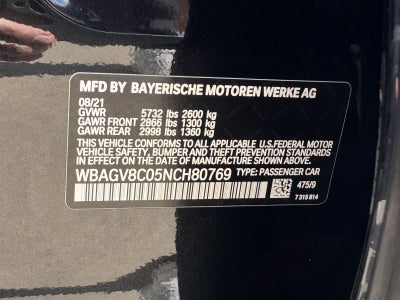 MFD BY BAYERISCHE MOTOREN WERKE AG
08/21
GVWR 5732 lbs 2600 kg
GAWR FRONT 2866 lbs 1300 kg
GAWR REAR 2998 lbs 1360 kg
THIS VEHICLE CONFORMS TO ALL APPLICABLE U.S.FEDERAL MOTOR
VEHICLE SAFETY, BUMPER AND THEFT PREVENTION STANDARDS
IN EFFECT ON THE DATE OF MANUFACTURE SHOWN ABOVE.
WBAGV8C05NCH80769 TYPE: PASSENGER CAR
475/9
7 315 814